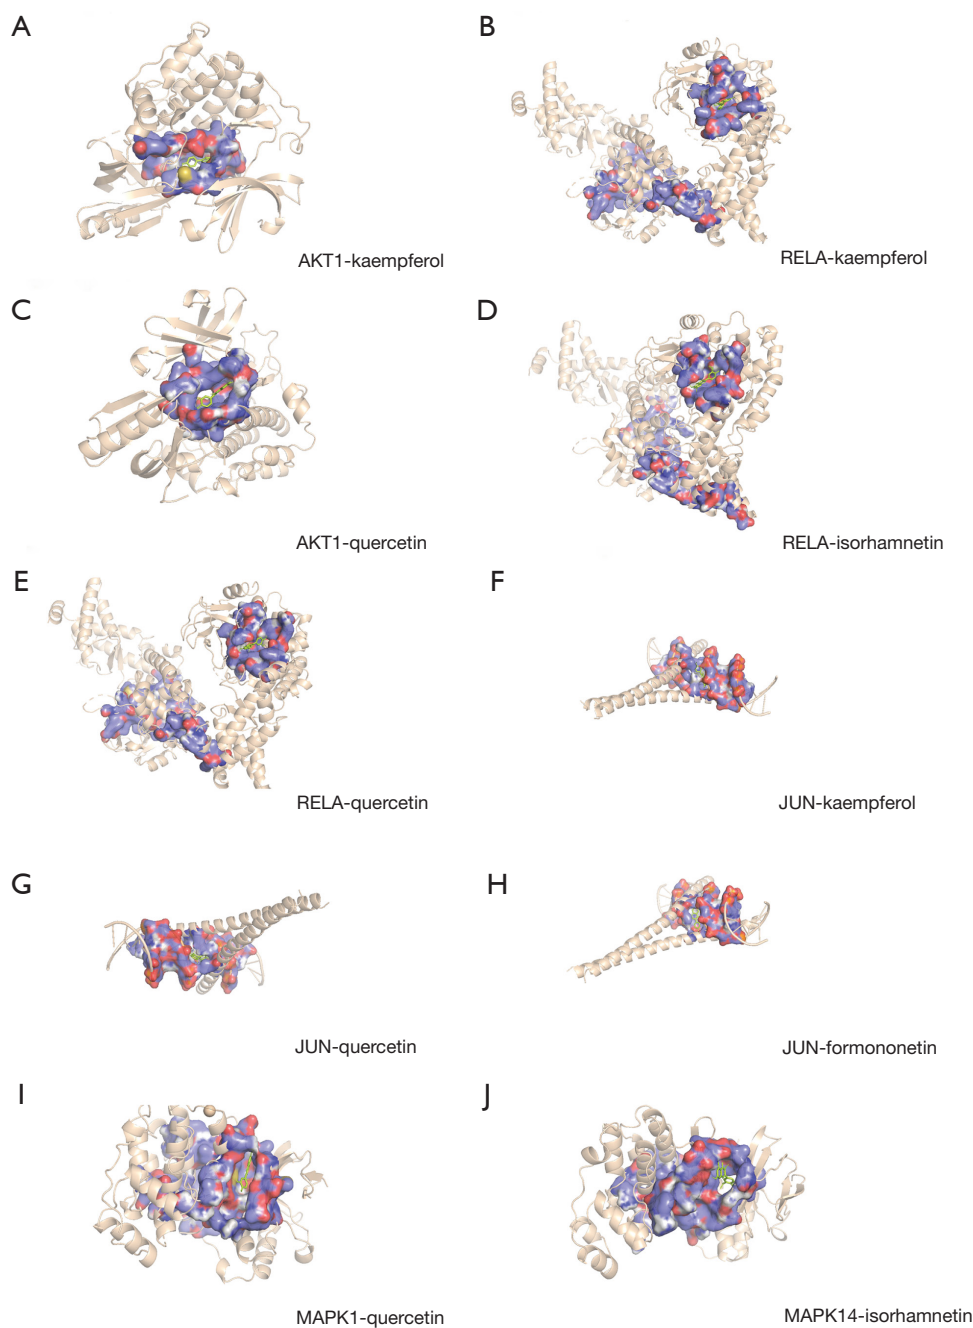 A
B
AKT1-kaempferol
RELA-kaempferol
C
D
AKT1-quercetin
RELA-isorhamnetin
E
F
RELA-quercetin
JUN-kaempferol
G
H
JUN-quercetin
JUN-formononetin
I
J
MAPK1-quercetin
MAPK14-isorhamnetin